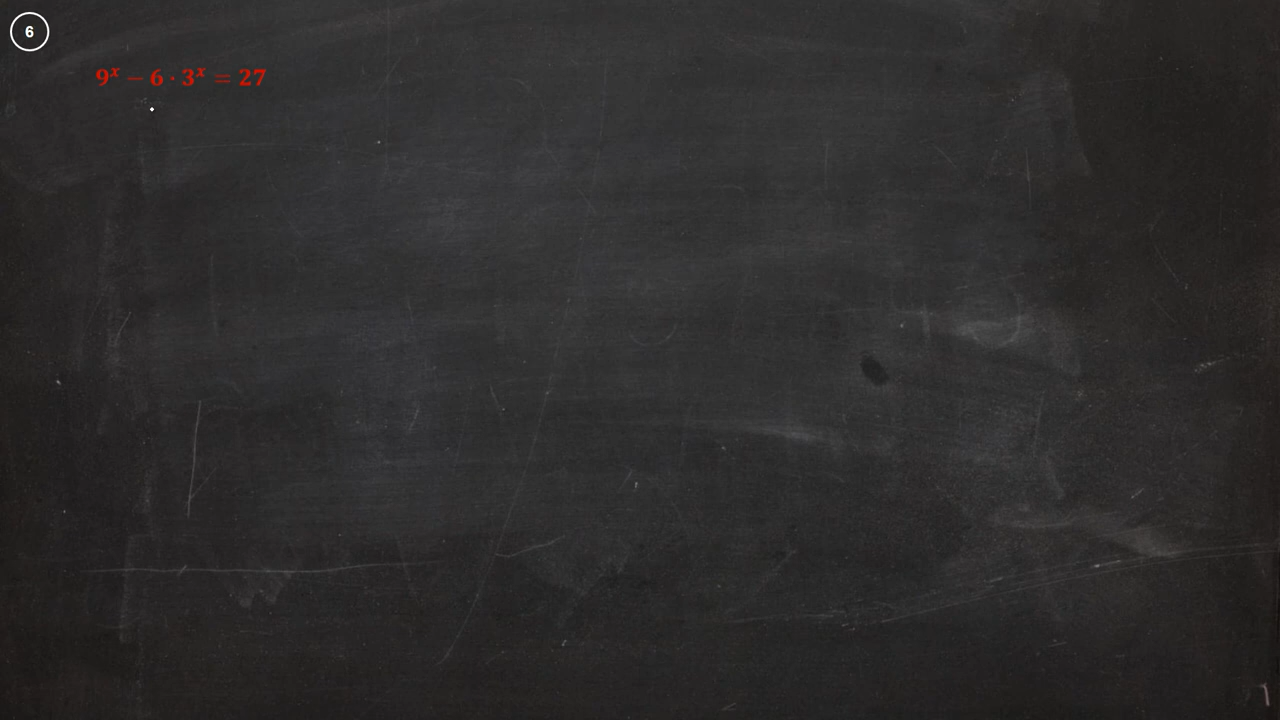 6
9ˣ − 6 · 3ˣ = 27